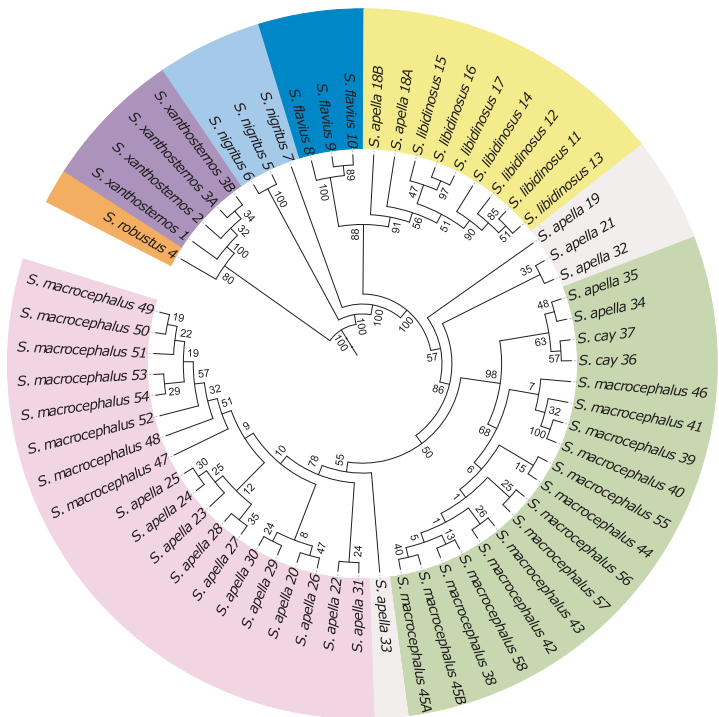 S. robustus 4
S. xanthosternos 1
S. xanthosternos 2
S. xanthosternos 3A
S. xanthosternos 3B
S. nigritus 6
S. nigritus 5
S. nigritus 7
S. flavius 8
S. flavius 9
S. flavius 10
S. apella 18B
S. apella 18A
S. libidinosus 15
S. libidinosus 16
S. libidinosus 17
S. libidinosus 14
S. libidinosus 12
S. libidinosus 11
S. libidinosus 13
S. apella 19
S. apella 21
S. apella 32
S. apella 35
S. apella 34
S. cay 37
S. cay 36
S. macrocephalus 46
S. macrocephalus 41
S. macrocephalus 39
S. macrocephalus 40
S. macrocephalus 55
S. macrocephalus 44
S. macrocephalus 56
S. macrocephalus 57
S. macrocephalus 43
S. macrocephalus 42
S. macrocephalus 58
S. macrocephalus 38
S. macrocephalus 45B
S. macrocephalus 45A
S. apella 33
S. apella 31
S. apella 22
S. apella 26
S. apella 20
S. apella 29
S. apella 30
S. apella 27
S. apella 28
S. apella 23
S. apella 24
S. apella 25
S. macrocephalus 47
S. macrocephalus 48
S. macrocephalus 52
S. macrocephalus 54
S. macrocephalus 53
S. macrocephalus 51
S. macrocephalus 50
S. macrocephalus 49
80
100
32
34
100
100
89
88
47
97
56
91
51
90
85
51
100
100
100
100
57
35
86
48
63
57
98
7
32
100
68
6
15
1
25
1
26
5
13
40
50
55
78
24
10
8
47
24
9
12
35
25
30
51
32
57
29
19
22
19